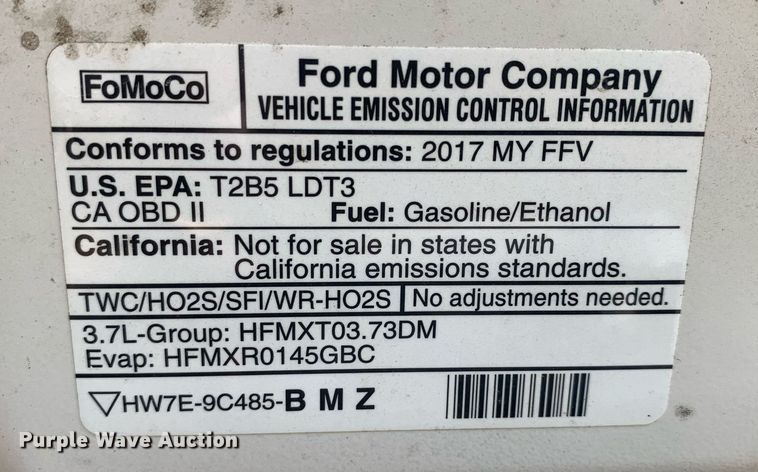 FoMoCo
Ford Motor Company
VEHICLE EMISSION CONTROL INFORMATION
Conforms to regulations: 2017 MY FFV
U.S. EPA: T2B5 LDT3
CA OBD II Fuel: Gasoline/Ethanol
California: Not for sale in states with
California emissions standards.
TWC/HO2S/SFI/WR-HO2S No adjustments needed.
3.7L-Group: HFMXT03.73DM
Evap: HFMXR0145GBC
▽HW7E-9C485-B M Z
Purple Wave Auction